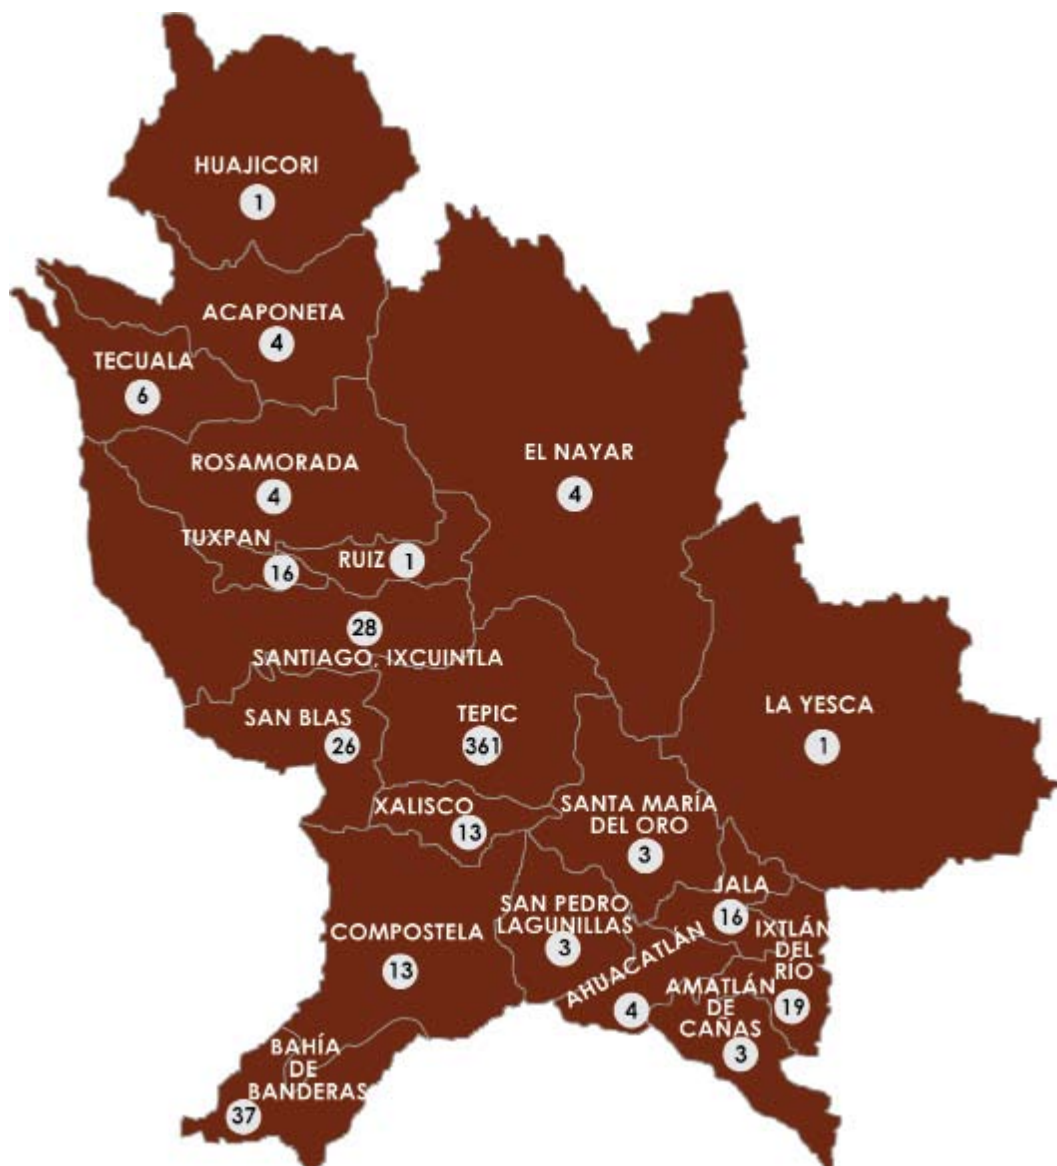 HUAJICORI
1
ACAPONETA
4
TECUALA
6
EL NAYAR
4
ROSAMORADA
4
TUXPAN
16
RUIZ
1
28
SANTIAGO, IXCUINTLA
LA YESCA
1
SAN BLAS
26
TEPIC
361
XALISCO
13
SANTA MARÍA
DEL ORO
3
JALA
16
SAN PEDRO
LAGUNILLAS
3
IXTLÁN
DEL
RÍO
19
COMPOSTELA
13
AHUACATLÁN
4
AMATLÁN
DE
CAÑAS
3
BAHÍA
DE
BANDERAS
37